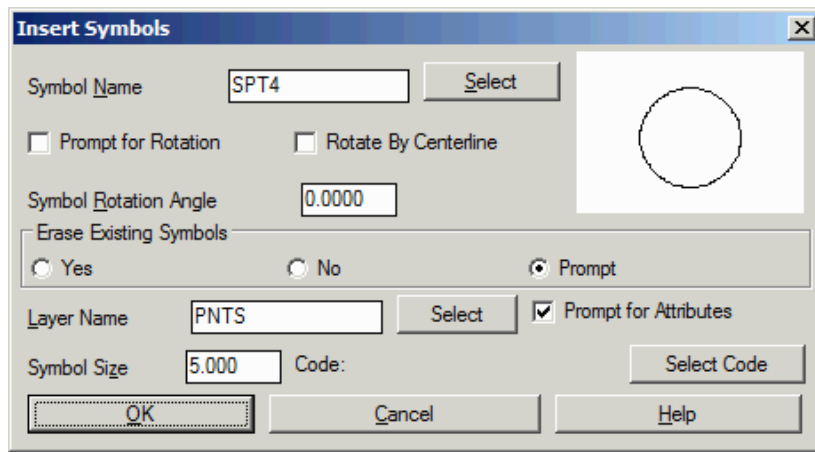 Insert Symbols
Symbol Name SPT4 Select
Prompt for Rotation Rotate By Centerline
Symbol Rotation Angle 0.0000
Erase Existing Symbols
Yes No Prompt
Layer Name PNTS Select Prompt for Attributes
Symbol Size 5.000 Code: Select Code
OK Cancel Help